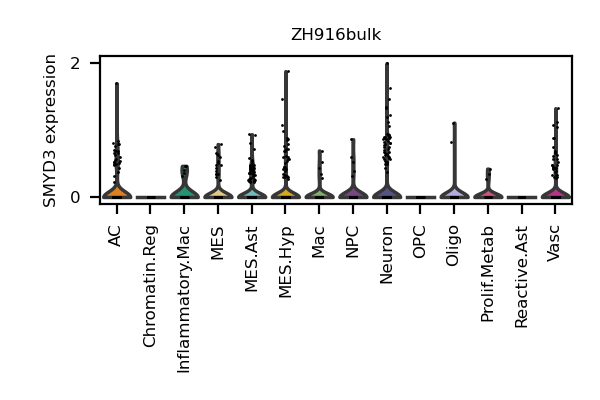 ZH916bulk
SMYD3 expression
2
0
AC
Chromatin.Reg
Inflammatory.Mac
MES
MES.Ast
MES.Hyp
Mac
NPC
Neuron
OPC
Oligo
Prolif.Metab
Reactive.Ast
Vasc